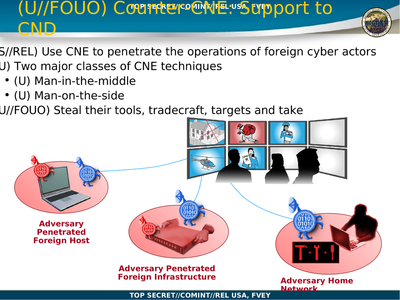 TOP SECRET//COMINT//REL USA, FVEY
(U//FOUO) Counter CNE: Support to
CND
S//REL) Use CNE to penetrate the operations of foreign cyber actors
U) Two major classes of CNE techniques
• (U) Man-in-the-middle
• (U) Man-on-the-side
U//FOUO) Steal their tools, tradecraft, targets and take
Adversary
Penetrated
Foreign Host
Adversary Penetrated
Foreign Infrastructure
Adversary Home
Network
TOP SECRET//COMINT//REL USA, FVEY